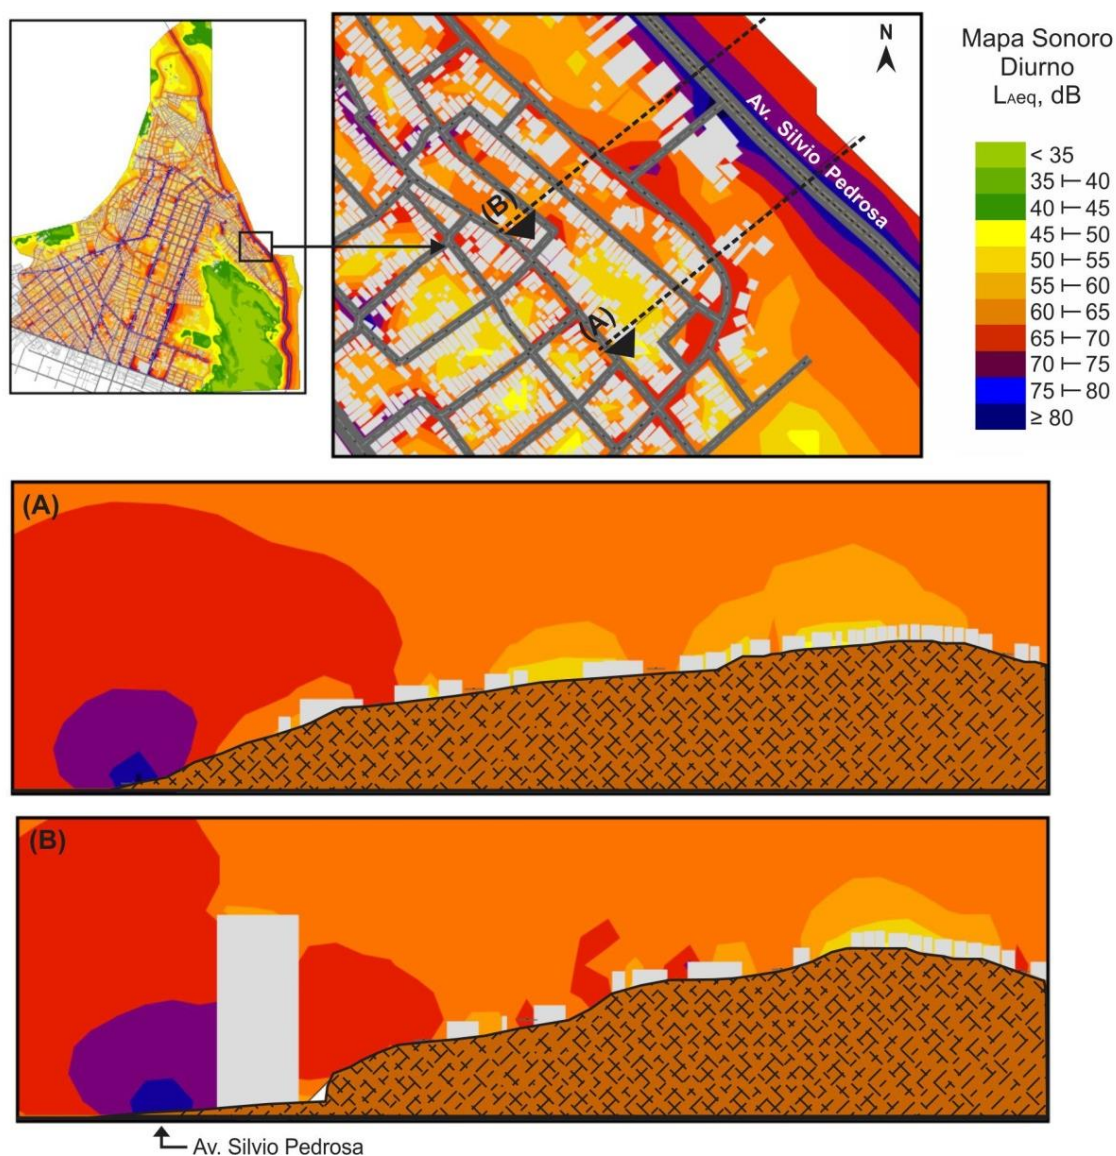 N
Av. Silvio Pedrosa
(B)
(A)
Mapa Sonoro
Diurno
LAeq, dB
< 35
35 ⊢ 40
40 ⊢ 45
45 ⊢ 50
50 ⊢ 55
55 ⊢ 60
60 ⊢ 65
65 ⊢ 70
70 ⊢ 75
75 ⊢ 80
≥ 80
(A)
(B)
Av. Silvio Pedrosa